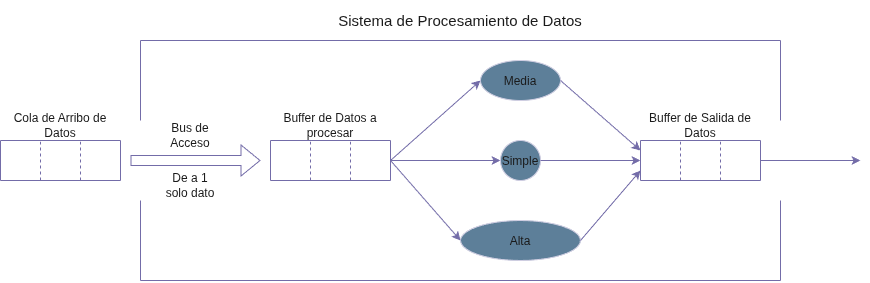 Sistema de Procesamiento de Datos
Cola de Arribo de
Datos
Bus de
Acceso
De a 1
solo dato
Buffer de Datos a
procesar
Media
Simple
Alta
Buffer de Salida de
Datos